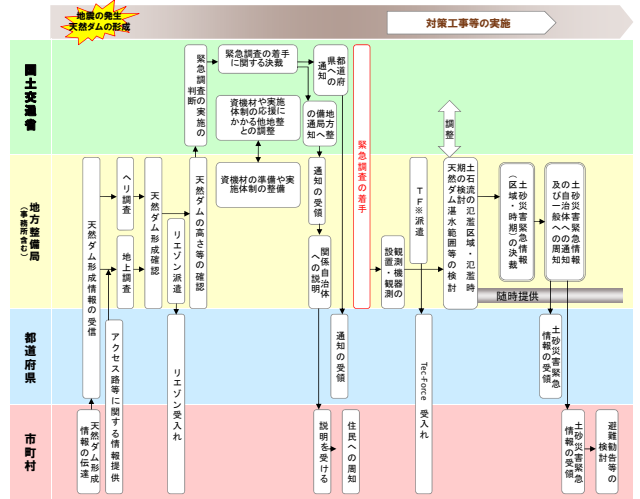 地震の発生
天然ダムの形成
対策工事等の実施
国土交通省
緊急調査の実施の
判断
緊急調査の着手
に関する決裁
都道府
県への
通知
資機材や実施
体制の応援に
かかる他地整
との調整
地方整
備局へ
の通知
緊急調査の着手
調整
地方整備局
(事務所含む)
天然ダム形成情報の受信
ヘリ調査
地上調査
天然ダム形成確認
リエゾン派遣
天然ダムの高さ等の確認
資機材の準備や実
施体制の整備
通知の受領
関係自治体
への説明
観測機器の
設置・観測
TF※派遣
土石流の氾濫区域・氾濫時
期の検討
天然ダム湛水範囲等の検討
土砂災害緊急情報
(区域・時期)の決裁
土砂災害緊急情報
の自治体への通知
及び一般への周知
随時提供
都道府県
アクセス路等に関する情報提供
リエゾン受入れ
通知の受領
Tec-Force 受入れ
土砂災害緊急
情報の受領
市町村
天然ダム形成
情報の伝達
説明を受ける
住民への周知
土砂災害緊急
情報の受領
避難勧告等の
検討